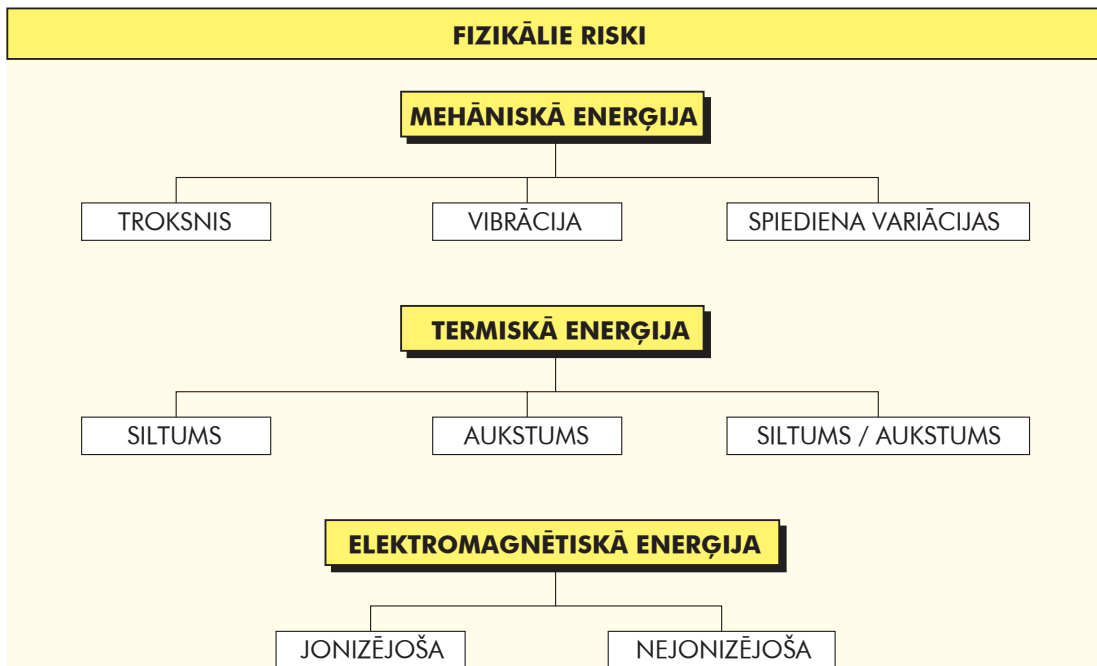 FIZIKĀLIE RISKI
MEHĀNISKĀ ENERĢIJA
TROKSNIS
VIBRĀCIJA
SPIEDIENA VARIĀCIJAS
TERMISKĀ ENERĢIJA
SILTUMS
AUKSTUMS
SILTUMS / AUKSTUMS
ELEKTROMAGNĒTISKĀ ENERĢIJA
JONIZĒJOŠA
NEJONIZĒJOŠA